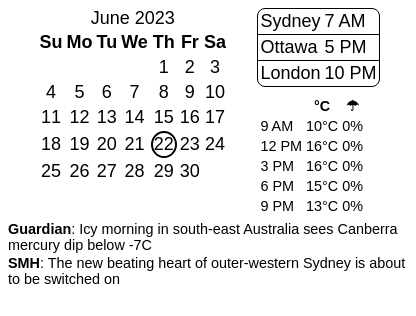 June 2023
Su Mo Tu We Th Fr Sa
1 2 3
4 5 6 7 8 9 10
11 12 13 14 15 16 17
18 19 20 21 22 23 24
25 26 27 28 29 30
Sydney 7 AM
Ottawa 5 PM
London 10 PM
°C ☂
9 AM 10°C 0%
12 PM 16°C 0%
3 PM 16°C 0%
6 PM 15°C 0%
9 PM 13°C 0%
Guardian: Icy morning in south-east Australia sees Canberra
mercury dip below -7C
SMH: The new beating heart of outer-western Sydney is about
to be switched on